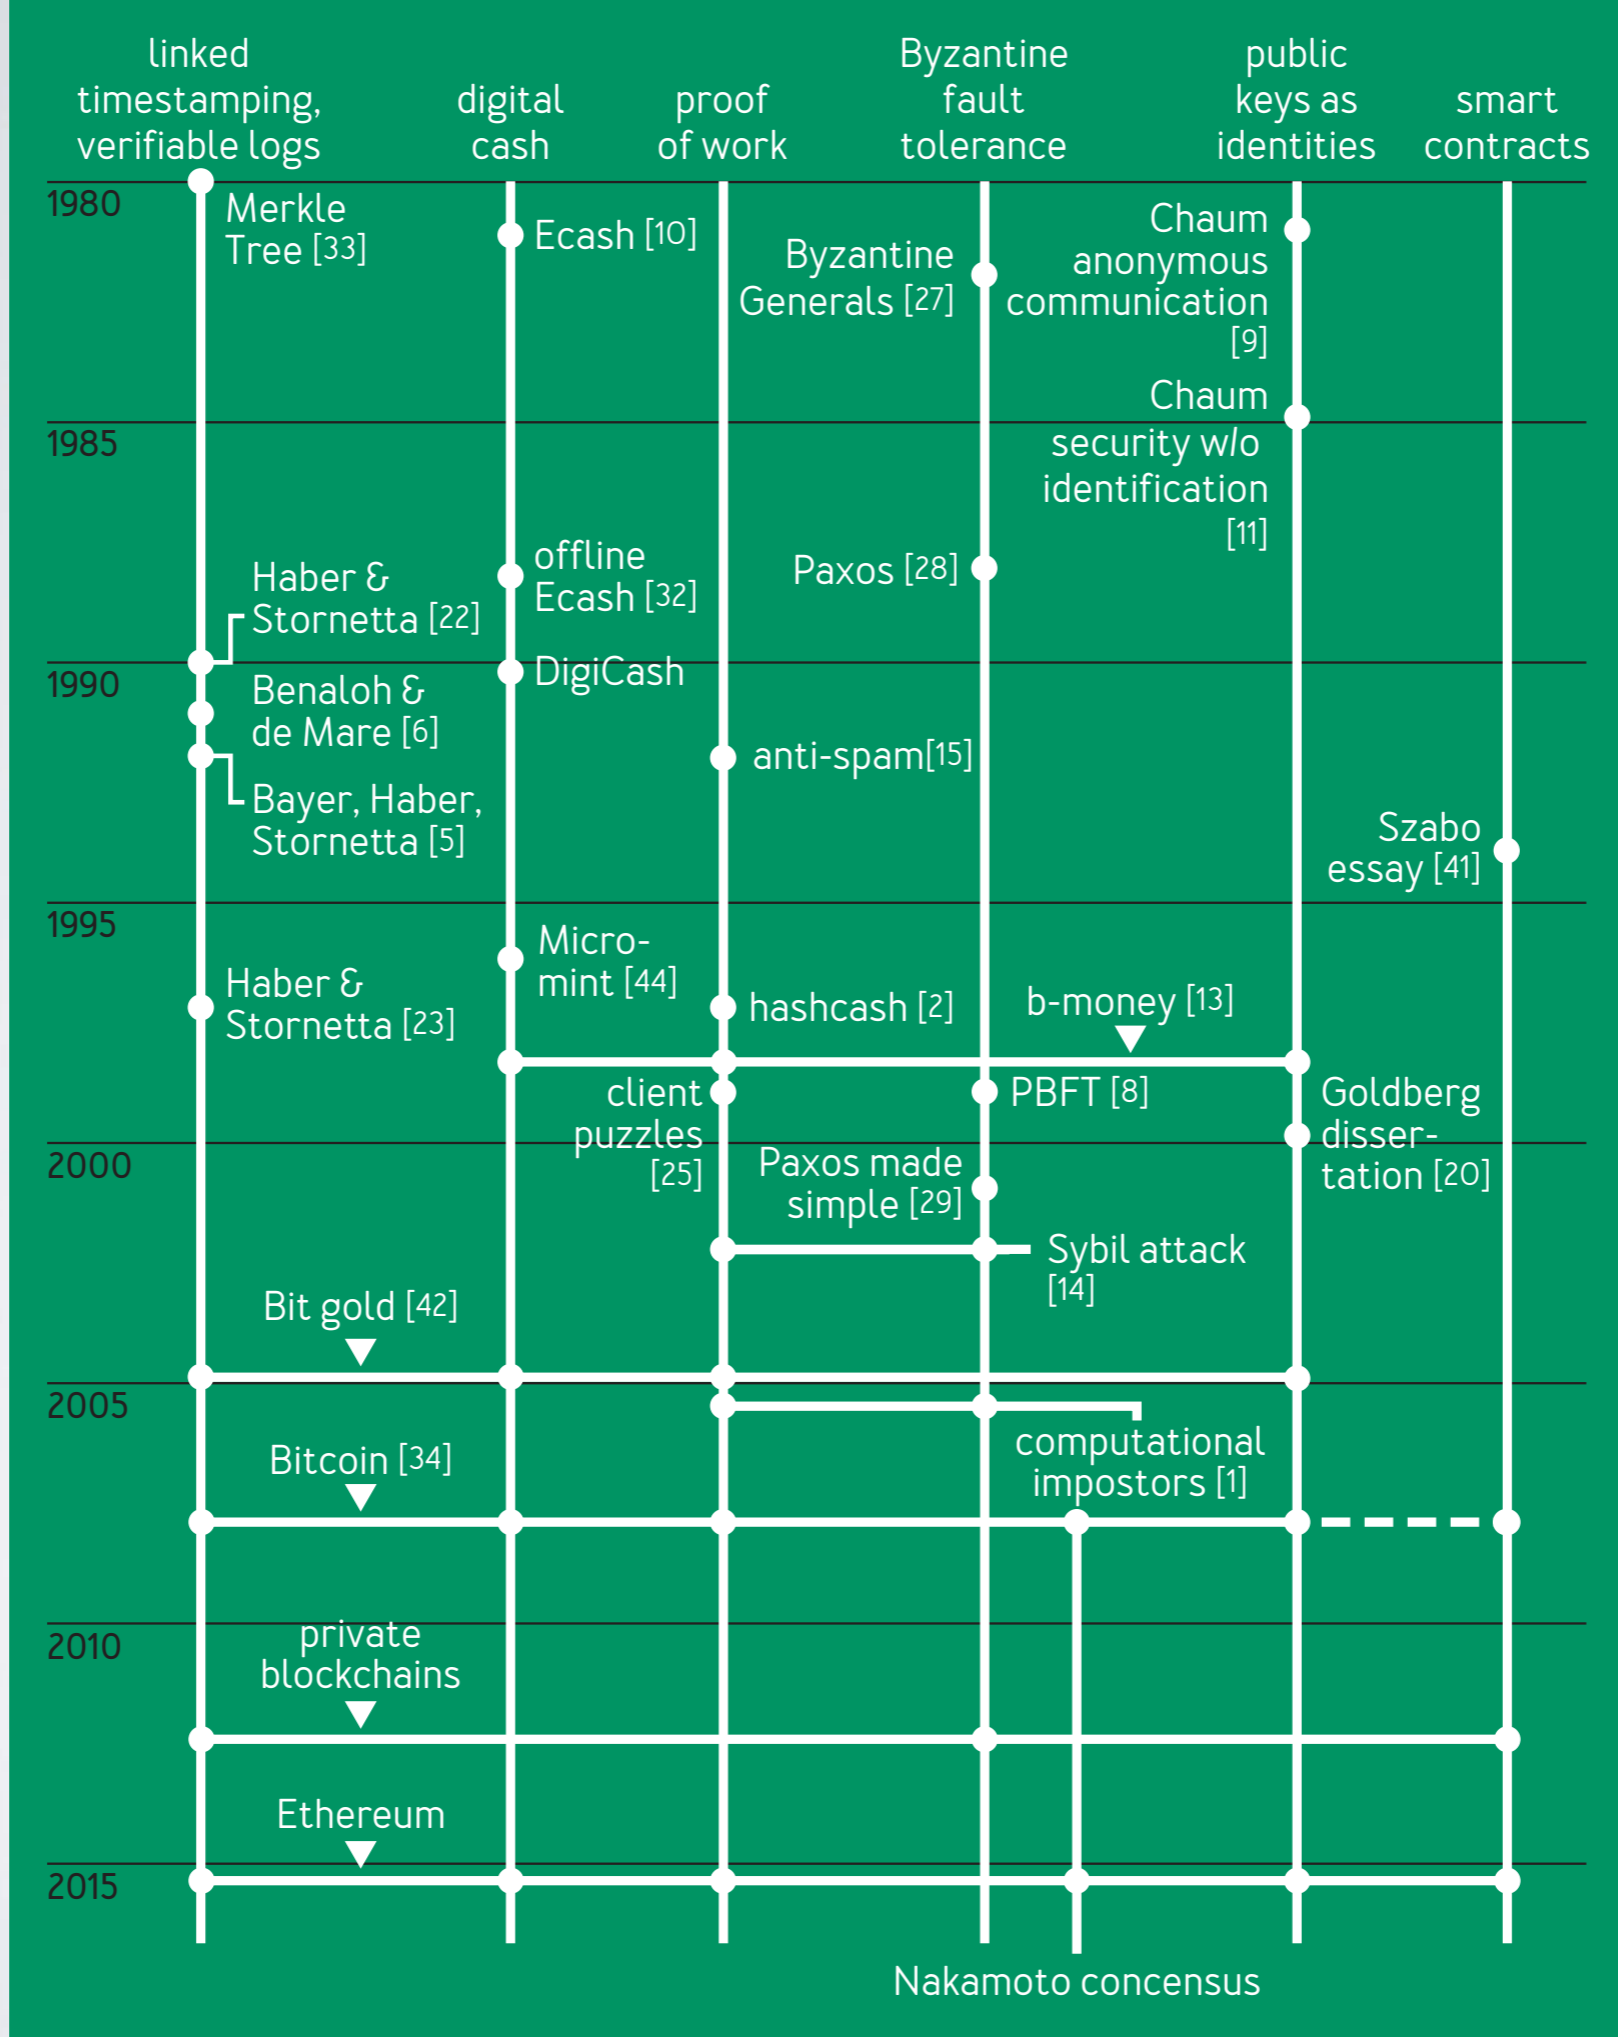 linked
timestamping,
verifiable logs
digital
cash
proof
of work
Byzantine
fault
tolerance
public
keys as
identities
smart
contracts
1980
Merkle
Tree [33]
Ecash [10]
Byzantine
Generals [27]
Chaum
anonymous
communication
[9]
1985
Chaum
security w/o
identification
[11]
Haber &
Stornetta [22]
offline
Ecash [32]
Paxos [28]
1990
DigiCash
Benaloh &
de Mare [6]
anti-spam[15]
Bayer, Haber,
Stornetta [5]
Szabo
essay [41]
1995
Micro-
mint [44]
Haber &
Stornetta [23]
hashcash [2]
b-money [13]
client
puzzles
[25]
PBFT [8]
Goldberg
disser-
tation [20]
2000
Paxos made
simple [29]
Sybil attack
[14]
Bit gold [42]
2005
computational
impostors [1]
Bitcoin [34]
2010
private
blockchains
Ethereum
2015
Nakamoto concensus